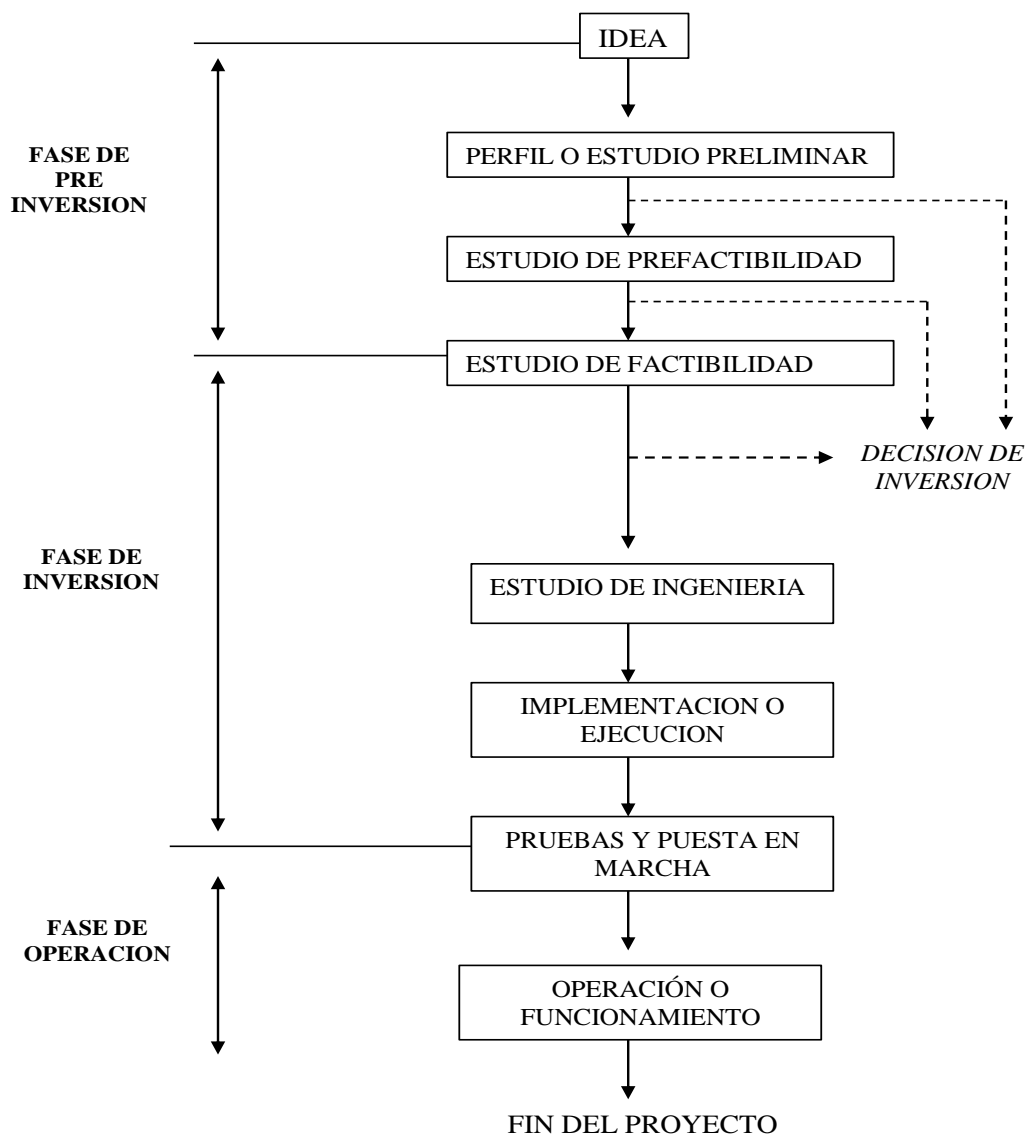 IDEA
FASE DE
PRE
INVERSION
PERFIL O ESTUDIO PRELIMINAR
ESTUDIO DE PREFACTIBILIDAD
ESTUDIO DE FACTIBILIDAD
DECISION DE
INVERSION
FASE DE
INVERSION
ESTUDIO DE INGENIERIA
IMPLEMENTACION O
EJECUCION
PRUEBAS Y PUESTA EN
MARCHA
FASE DE
OPERACION
OPERACIÓN O
FUNCIONAMIENTO
FIN DEL PROYECTO